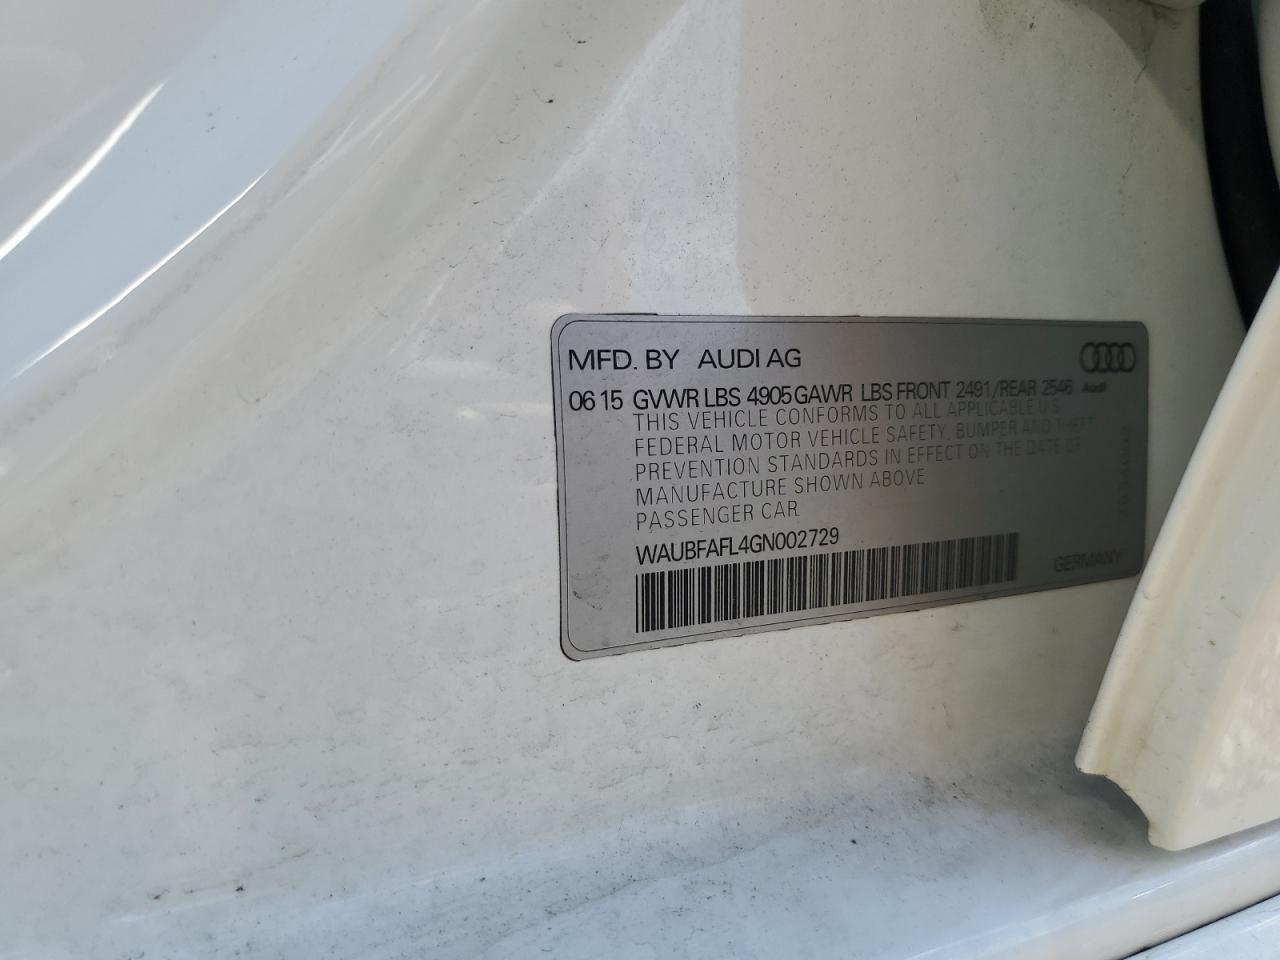 MFD. BY AUDI AG
06 15 GVWR LBS 4905 GAWR LBS FRONT 2491/REAR 2546
Audi
THIS VEHICLE CONFORMS TO ALL APPLICABLE U.S.
FEDERAL MOTOR VEHICLE SAFETY, BUMPER AND THEFT
PREVENTION STANDARDS IN EFFECT ON THE DATE OF
MANUFACTURE SHOWN ABOVE
PASSENGER CAR
WAUBFAFL4GN002729
GERMANY